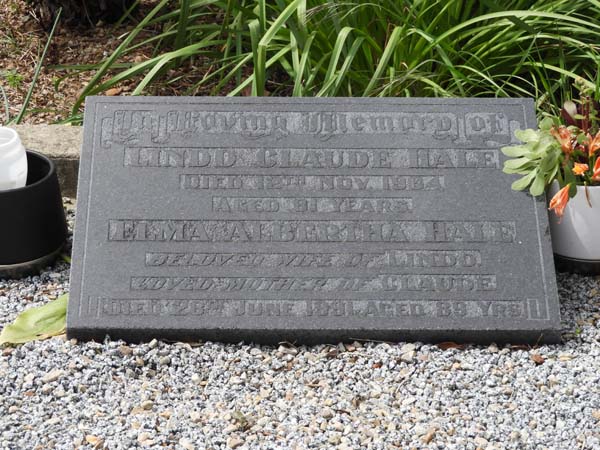 In Loving Memory of
LINDO CLAUDE HALE
DIED 12TH NOV. 1964
AGED 81 YEARS
ELMA ALBERTHA HALE
BELOVED WIFE OF LINDO
LOVED MOTHER OF CLAUDE
DIED 26TH JUNE 1981 AGED 89 YRS